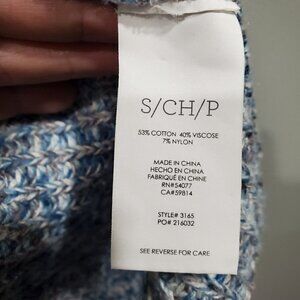 S/CH/P
53% COTTON 40% VISCOSE
7% NYLON
MADE IN CHINA
HECHO EN CHINA
FABRIQUÉ EN CHINE
RN#54077
CA#59814
STYLE# 3165
PO# 216032
SEE REVERSE FOR CARE